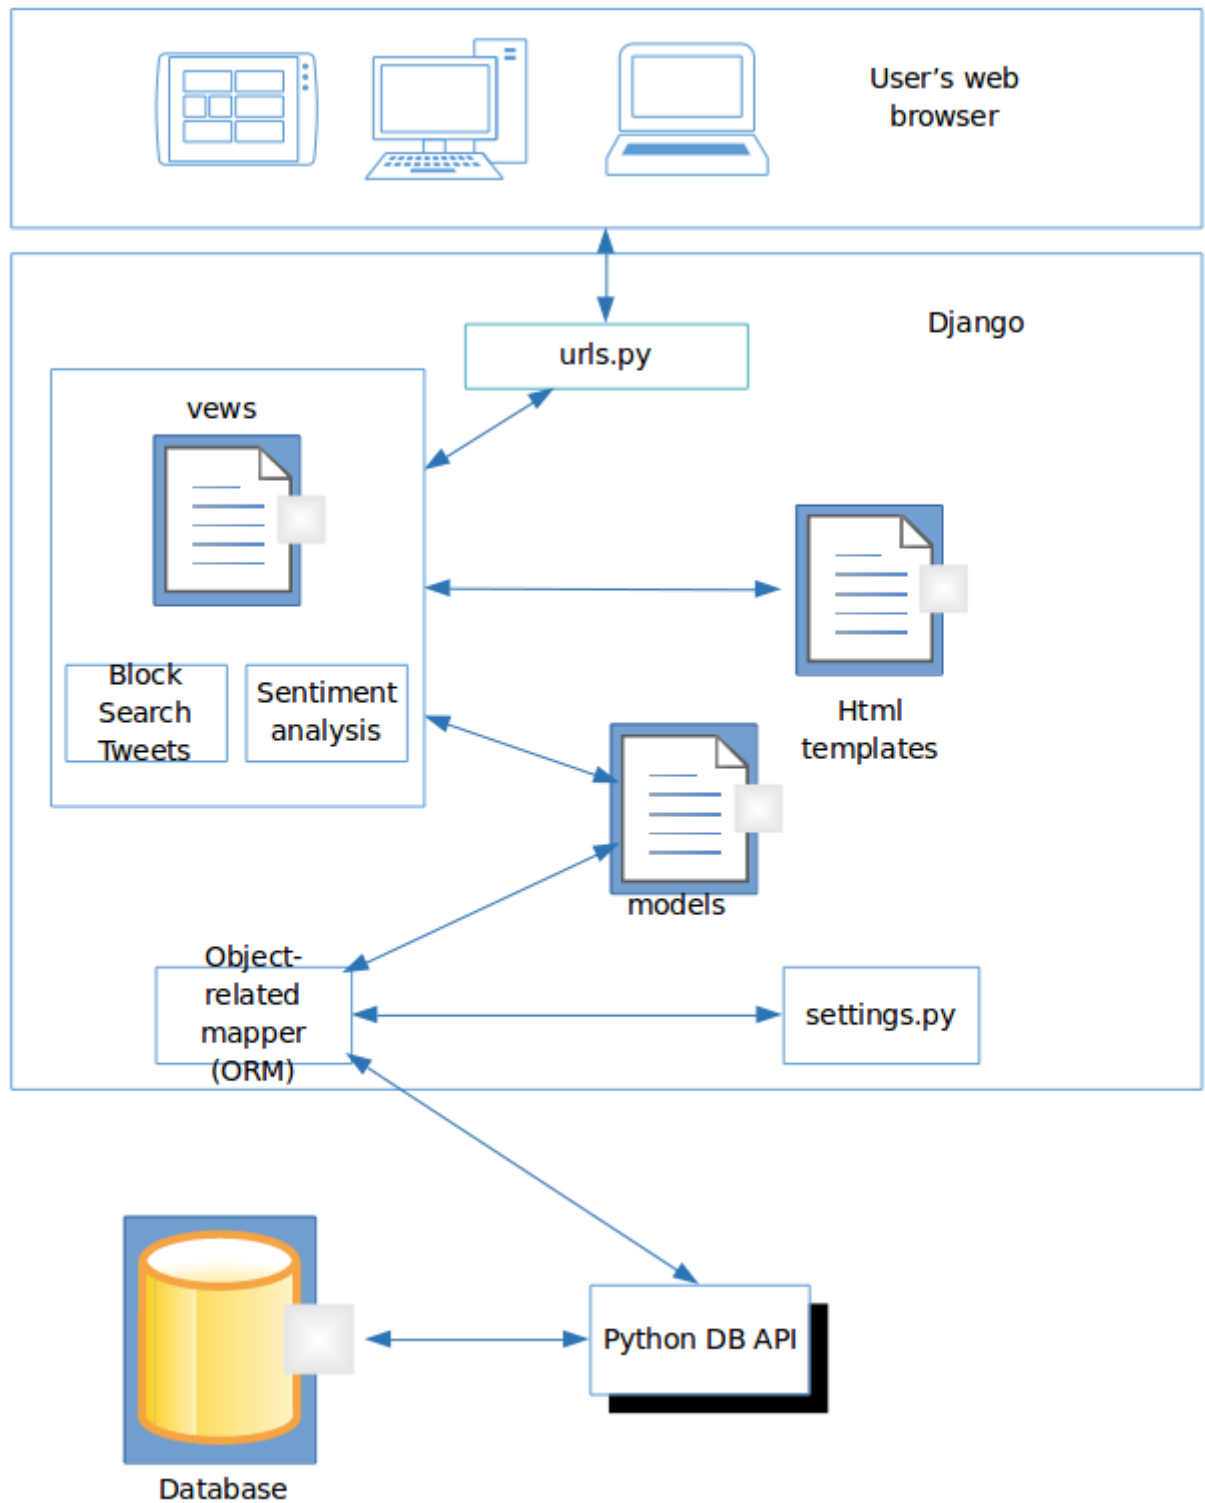 User’s web
browser
Django
urls.py
vews
Block
Search
Tweets
Sentiment
analysis
Html
templates
models
Object-
related
mapper
(ORM)
settings.py
Python DB API
Database